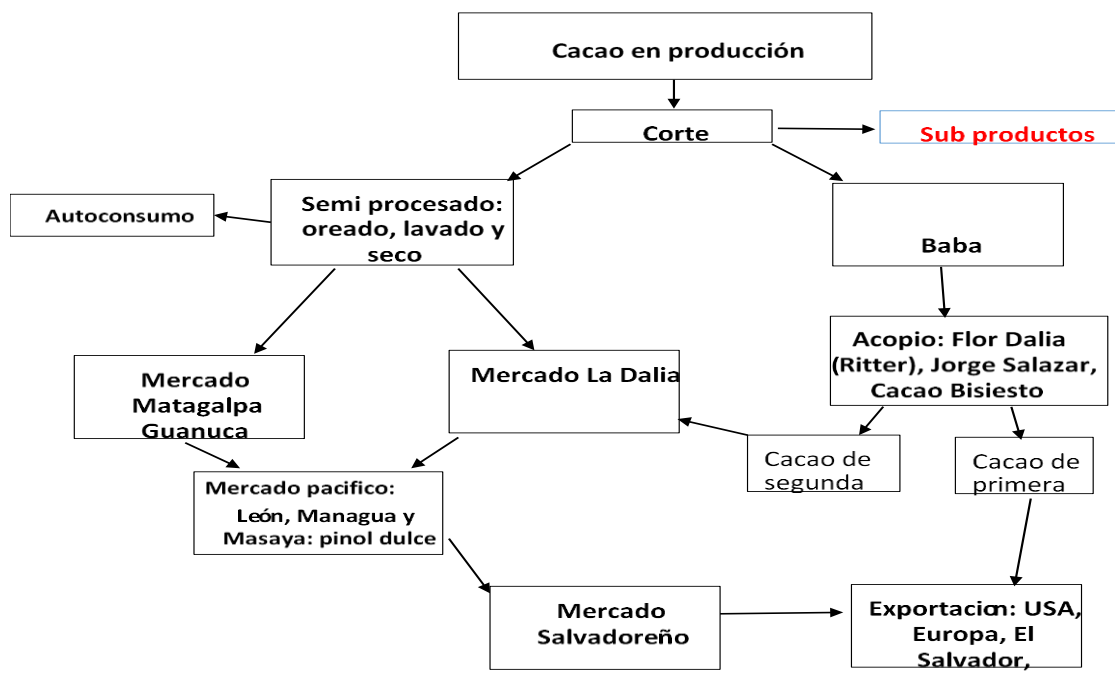 Cacao en producción
Corte
Sub productos
Autoconsumo
Semi procesado:
oreado, lavado y
seco
Baba
Mercado
Matagalpa
Guanuca
Mercado La Dalia
Acopio: Flor Dalia
(Ritter), Jorge Salazar,
Cacao Bisiesto
Cacao de
segunda
Cacao de
primera
Mercado pacifico:
León, Managua y
Masaya: pinol dulce
Mercado
Salvadoreño
Exportacion: USA,
Europa, El
Salvador,